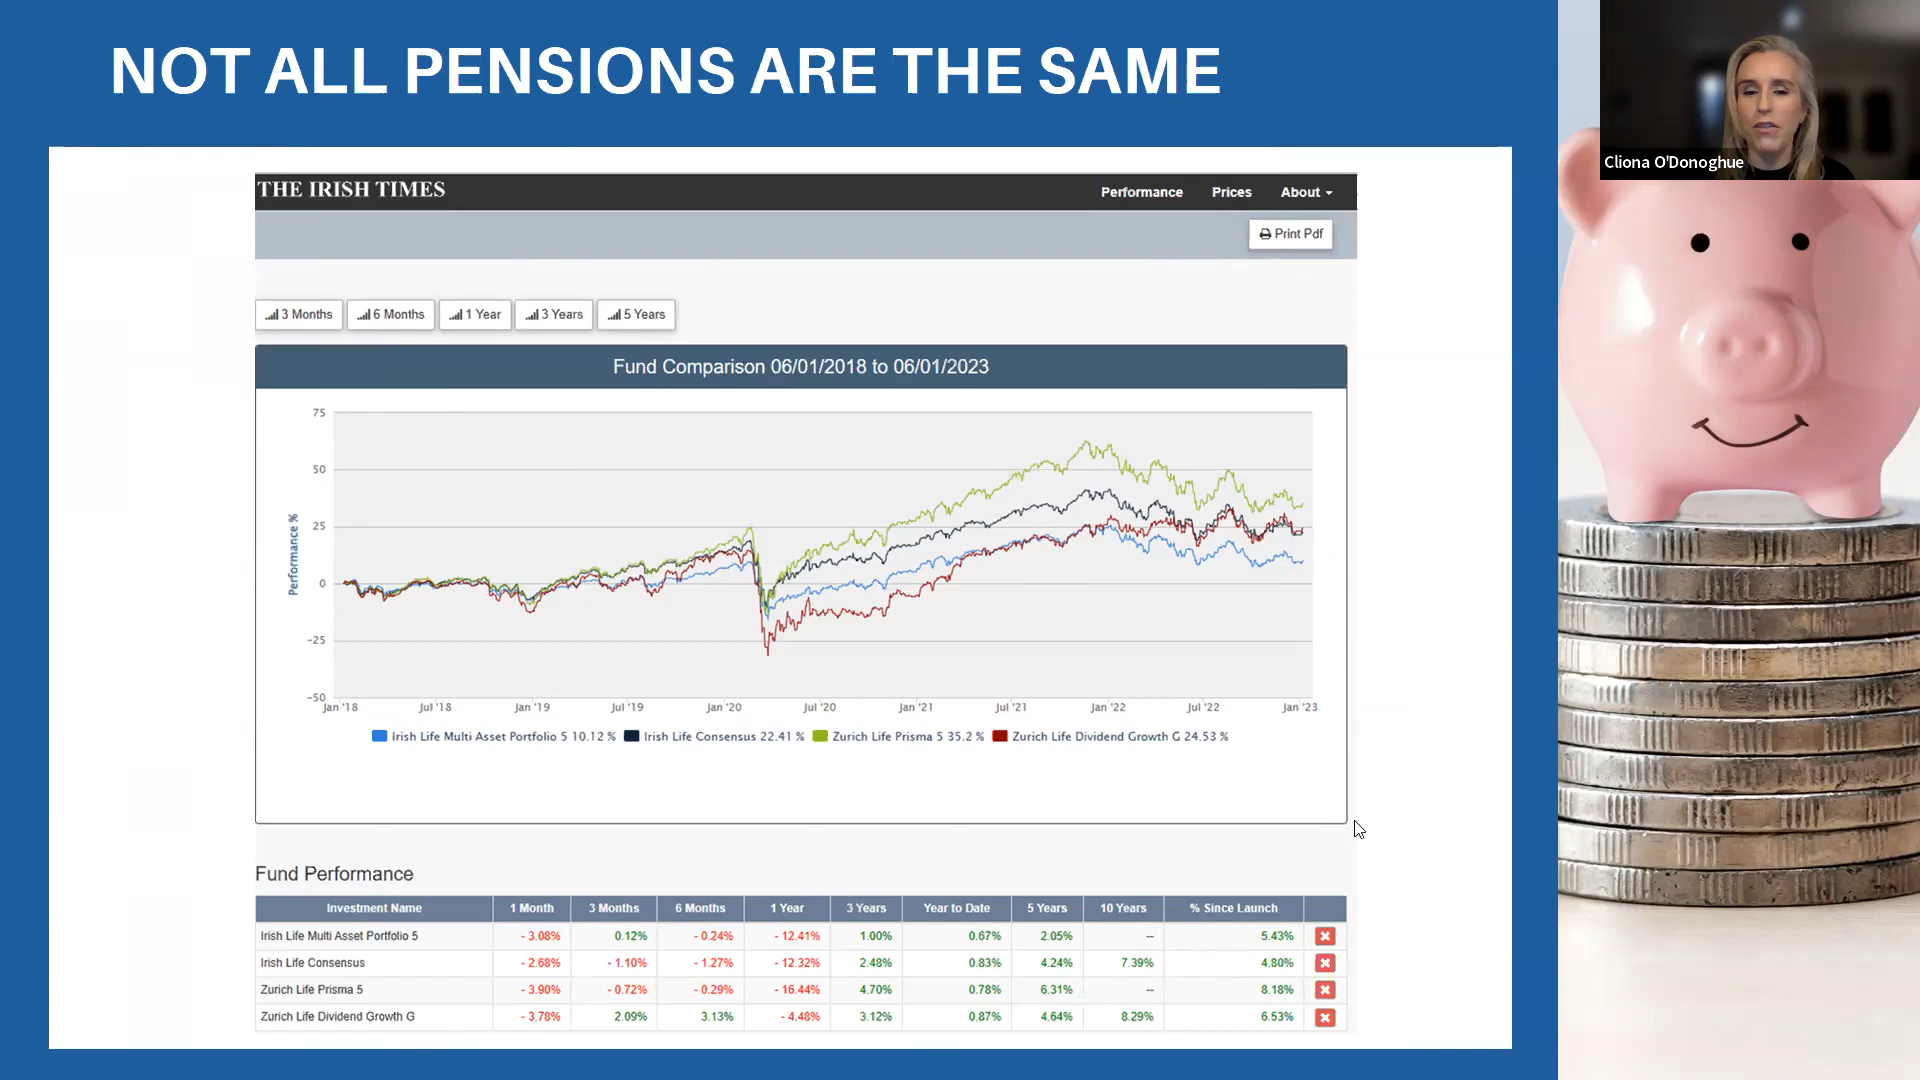 NOT ALL PENSIONS ARE THE SAME
Cliona O'Donoghue
THE IRISH TIMES
Performance Prices About
Print Pdf
3 Months 6 Months 1 Year 3 Years 5 Years
Fund Comparison 06/01/2018 to 06/01/2023
75
50
25
0
-25
-50
Performance %
Jan '18 Jul '18 Jan '19 Jul '19 Jan '20 Jul '20 Jan '21 Jul '21 Jan '22 Jul '22 Jan '23
Irish Life Multi Asset Portfolio 5 10.12 % Irish Life Consensus 22.41 % Zurich Life Prisma 5 35.2 % Zurich Life Dividend Growth G 24.53 %
Fund Performance
Investment Name 1 Month 3 Months 6 Months 1 Year 3 Years Year to Date 5 Years 10 Years % Since Launch
Irish Life Multi Asset Portfolio 5 - 3.08% 0.12% - 0.24% - 12.41% 1.00% 0.67% 2.05% -- 5.43%
Irish Life Consensus - 2.68% - 1.10% - 1.27% - 12.32% 2.48% 0.83% 4.24% 7.39% 4.80%
Zurich Life Prisma 5 - 3.90% - 0.72% - 0.29% - 16.44% 4.70% 0.78% 6.31% -- 8.18%
Zurich Life Dividend Growth G - 3.78% 2.09% 3.13% - 4.48% 3.12% 0.87% 4.64% 8.29% 6.53%